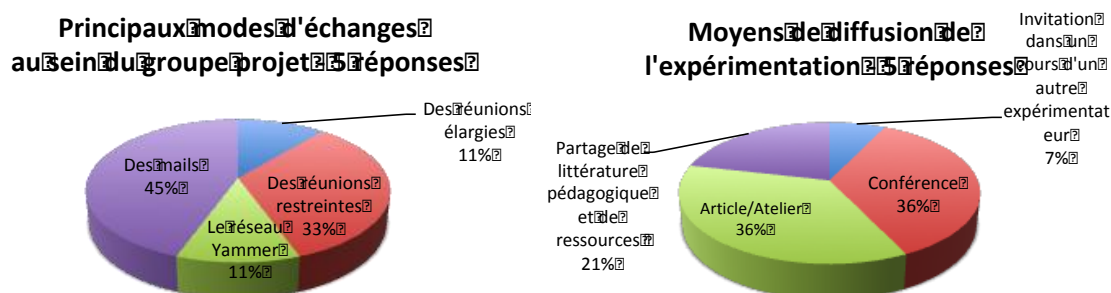 Principaux modes d'échanges
au sein du groupe projet - 5 réponses
Des réunions
élargies
11%
Des mails
45%
Des réunions
restreintes
33%
Le réseau
Yammer
11%
Moyens de diffusion de
l'expérimentation - 5 réponses
Invitation
dans un
cours d'un
autre
expérimentat
eur
7%
Partage de
littérature
pédagogique
et de
ressources
21%
Conférence
36%
Article/Atelier
36%